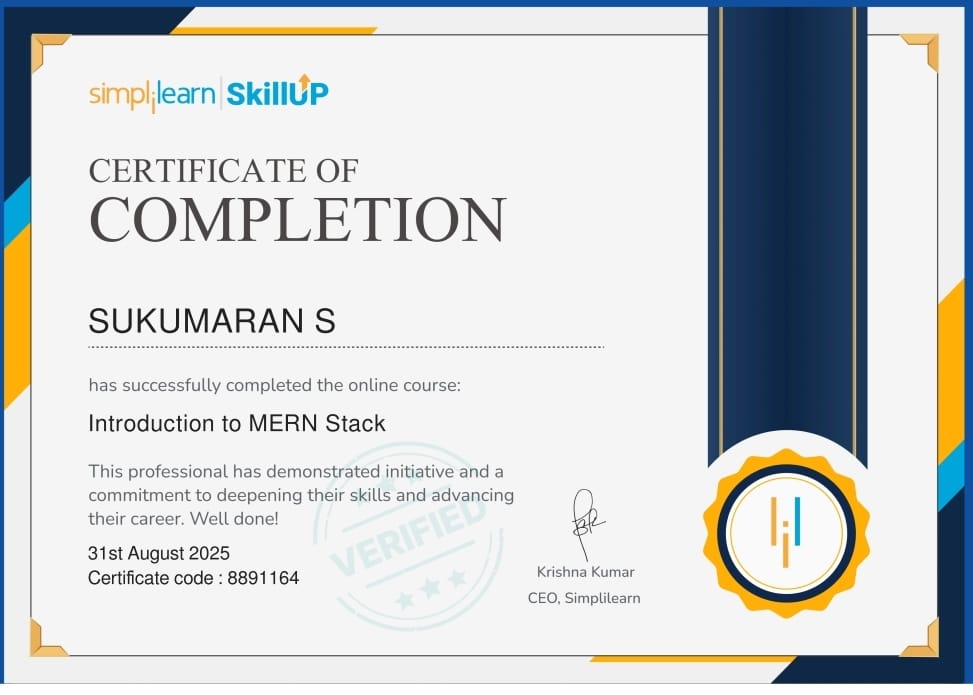 simplilearn | SkillUP
CERTIFICATE OF
COMPLETION
SUKUMARAN S
has successfully completed the online course:
Introduction to MERN Stack
This professional has demonstrated initiative and a
commitment to deepening their skills and advancing
their career. Well done!
VERIFIED
31st August 2025
Certificate code : 8891164
Krishna Kumar
CEO, Simplilearn